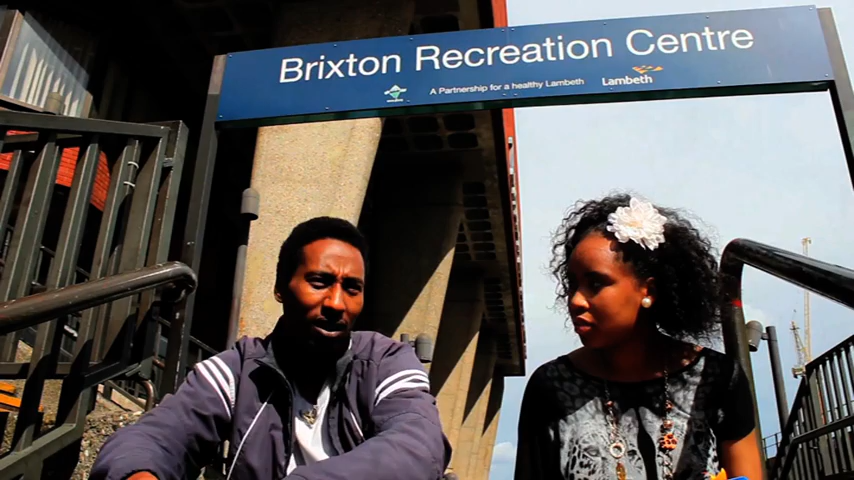 Brixton Recreation Centre
A Partnership for a healthy Lambeth
Lambeth